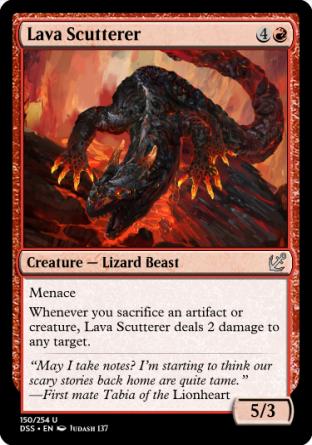 Lava Scutterer 4
Creature — Lizard Beast
Menace
Whenever you sacrifice an artifact or
creature, Lava Scutterer deals 2 damage to
any target.
“May I take notes? I’m starting to think our
scary stories back home are quite tame.”
—First mate Tabia of the Lionheart
5/3
150/254 U
DSS • EN Judash 137